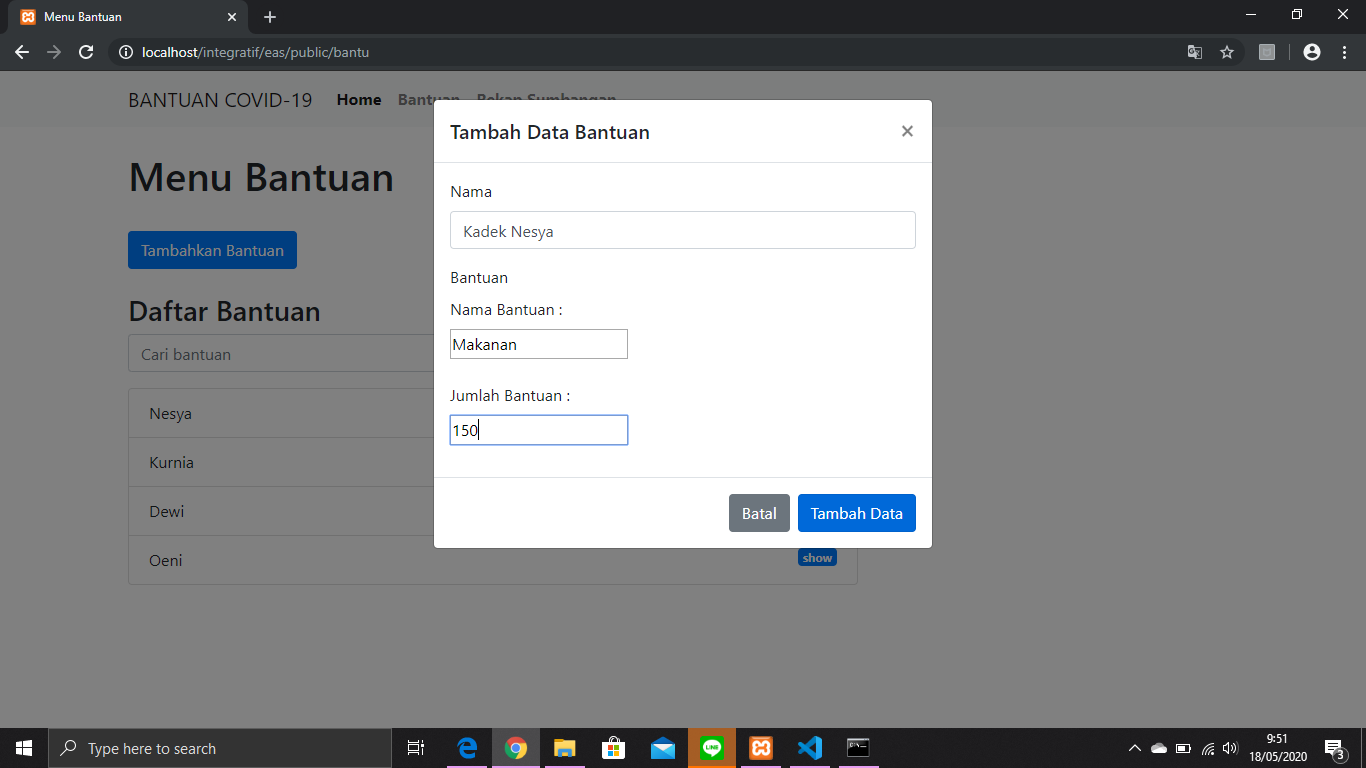 Menu Bantuan
localhost/integratif/eas/public/bantu
BANTUAN COVID-19 Home Bantuan Rekap Sumbangan
Tambah Data Bantuan ×
Menu Bantuan
Nama
Kadek Nesya
Tambahkan Bantuan
Bantuan
Daftar Bantuan
Nama Bantuan :
Cari bantuan
Makanan
Jumlah Bantuan :
Nesya
150
Kurnia
Dewi
Batal Tambah Data
Oeni show
Type here to search
LINE
9:51
18/05/2020
3